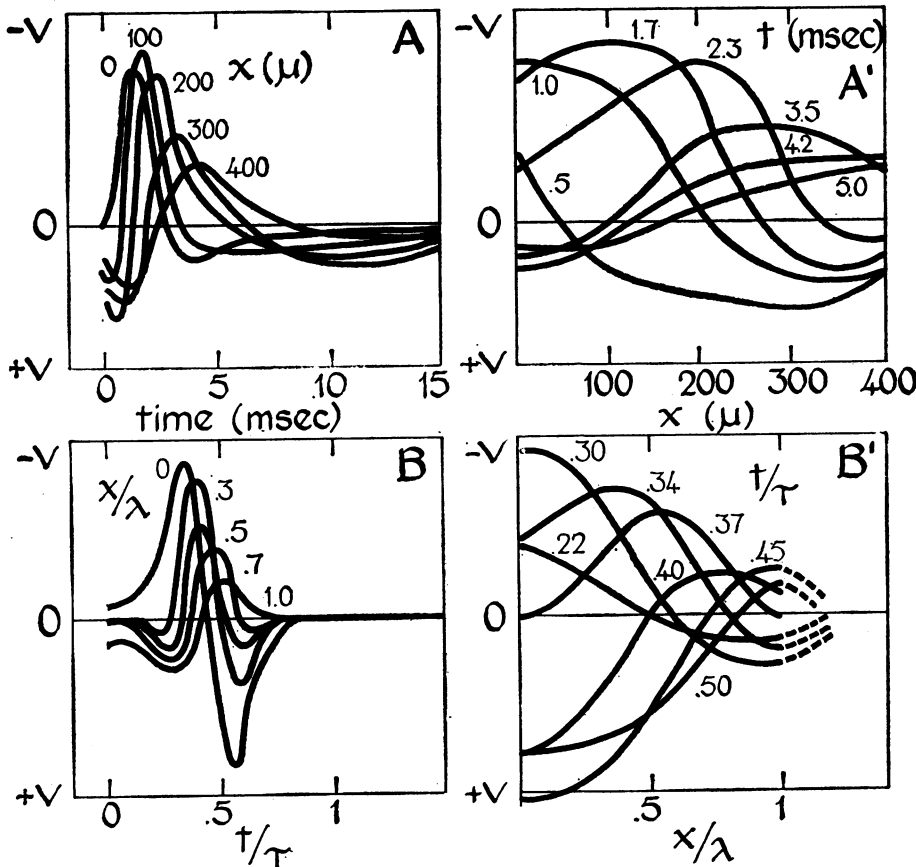 -V
A
100
0
x (μ)
200
300
400
0
+V
0
5
.10
15
time (msec)
1.7
2.3
t (msec)
A'
1.0
3.5
4.2
5.0
.5
0
+V
100
200
300
400
x (μ)
-V
B
x/λ
0
.3
.5
.7
1.0
0
+V
0
.5
1
t/τ
-V
.30
.34
t/τ
B'
.37
.22
.40
.45
0
.50
+V
.5
1
x/λ